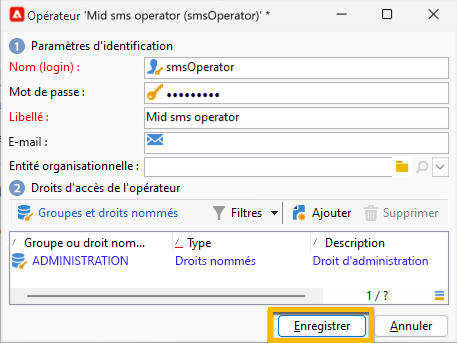 Opérateur 'Mid sms operator (smsOperator)' *
1 Paramètres d'identification
Nom (login) : smsOperator
Mot de passe : •••••••••
Libellé : Mid sms operator
E-mail :
Entité organisationnelle :
2 Droits d'accès de l'opérateur
Groupes et droits nommés Filtres Ajouter Supprimer
Groupe ou droit nom... Type Description
ADMINISTRATION Droits nommés Droit d'administration
1 / ?
Enregistrer Annuler